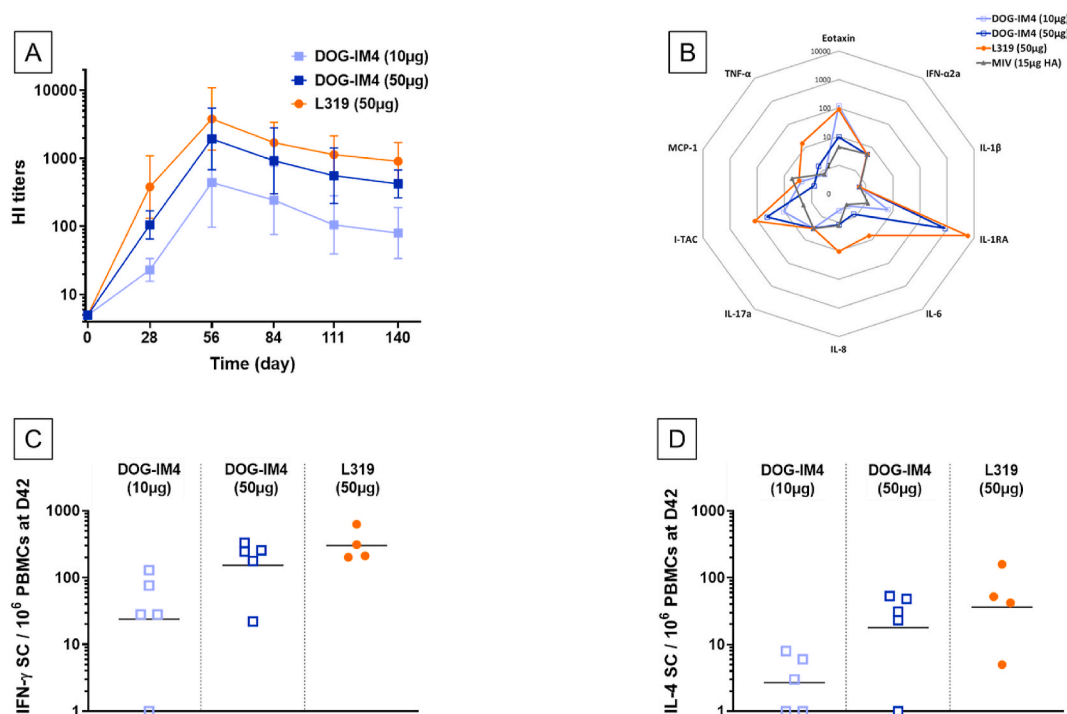 A
HI titers
DOG-IM4 (10µg)
DOG-IM4 (50µg)
L319 (50µg)
10000
1000
100
10
0
28
56
84
111
140
Time (day)
B
DOG-IM4 (10µg)
DOG-IM4 (50µg)
L319 (50µg)
MIV (15µg HA)
Eotaxin
IFN-α2a
IL-1β
IL-1RA
IL-6
IL-8
IL-17a
I-TAC
MCP-1
TNF-α
10000
1000
100
10
0
C
DOG-IM4
(10µg)
DOG-IM4
(50µg)
L319
(50µg)
IFN-γ SC / 10⁶ PBMCs at D42
1000
100
10
1
D
DOG-IM4
(10µg)
DOG-IM4
(50µg)
L319
(50µg)
IL-4 SC / 10⁶ PBMCs at D42
1000
100
10
1